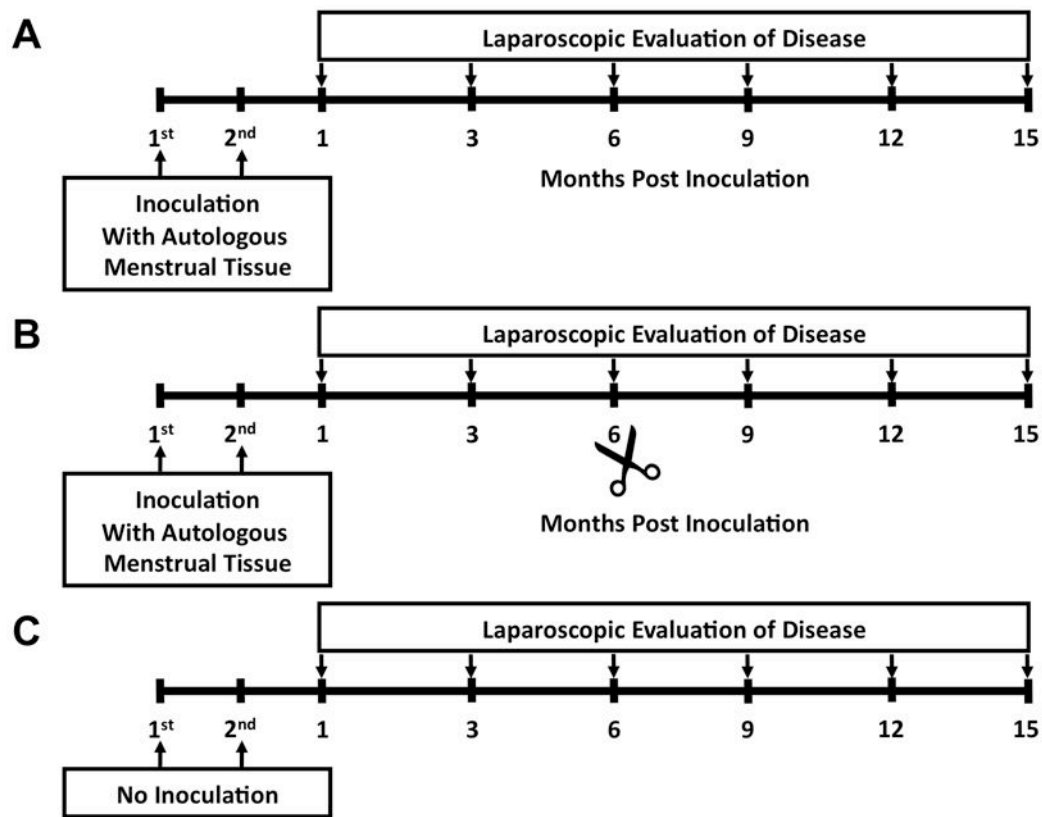 A
Laparoscopic Evaluation of Disease
1st 2nd 1 3 6 9 12 15
Months Post Inoculation
Inoculation
With Autologous
Menstrual Tissue
B
Laparoscopic Evaluation of Disease
1st 2nd 1 3 6 9 12 15
Months Post Inoculation
Inoculation
With Autologous
Menstrual Tissue
C
Laparoscopic Evaluation of Disease
1st 2nd 1 3 6 9 12 15
No Inoculation